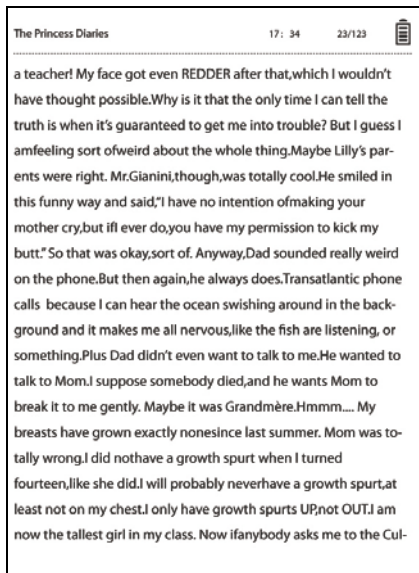 The Princess Diaries 17: 34 23/123
a teacher! My face got even REDDER after that,which I wouldn't
have thought possible.Why is it that the only time I can tell the
truth is when it's guaranteed to get me into trouble? But I guess I
amfeeling sort ofweird about the whole thing.Maybe Lilly's par-
ents were right. Mr.Gianini,though,was totally cool.He smiled in
this funny way and said,"I have no intention ofmaking your
mother cry,but ifI ever do,you have my permission to kick my
butt." So that was okay,sort of. Anyway,Dad sounded really weird
on the phone.But then again,he always does.Transatlantic phone
calls because I can hear the ocean swishing around in the back-
ground and it makes me all nervous,like the fish are listening, or
something.Plus Dad didn't even want to talk to me.He wanted to
talk to Mom.I suppose somebody died,and he wants Mom to
break it to me gently. Maybe it was Grandmère.Hmmm.... My
breasts have grown exactly nonesince last summer. Mom was to-
tally wrong.I did nothave a growth spurt when I turned
fourteen,like she did.I will probably neverhave a growth spurt,at
least not on my chest.I only have growth spurts UP,not OUT.I am
now the tallest girl in my class. Now ifanybody asks me to the Cul-